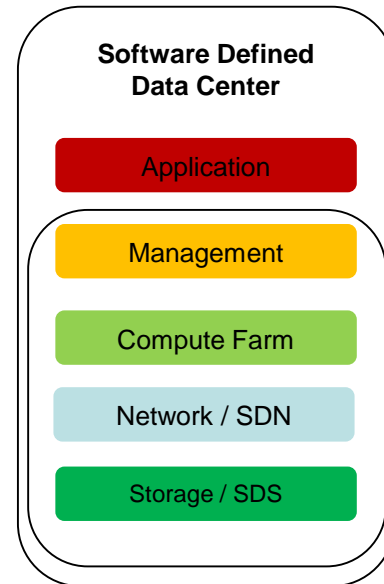 Software Defined
Data Center
Application
Management
Compute Farm
Network / SDN
Storage / SDS